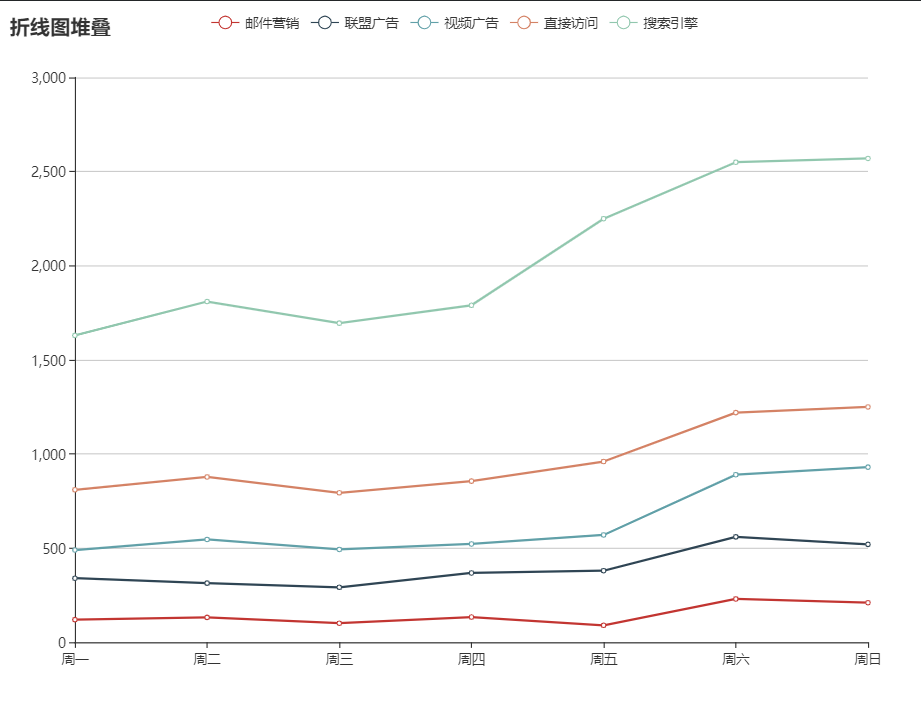 折线图堆叠
邮件营销 联盟广告 视频广告 直接访问 搜索引擎
3,000
2,500
2,000
1,500
1,000
500
0
周一 周二 周三 周四 周五 周六 周日